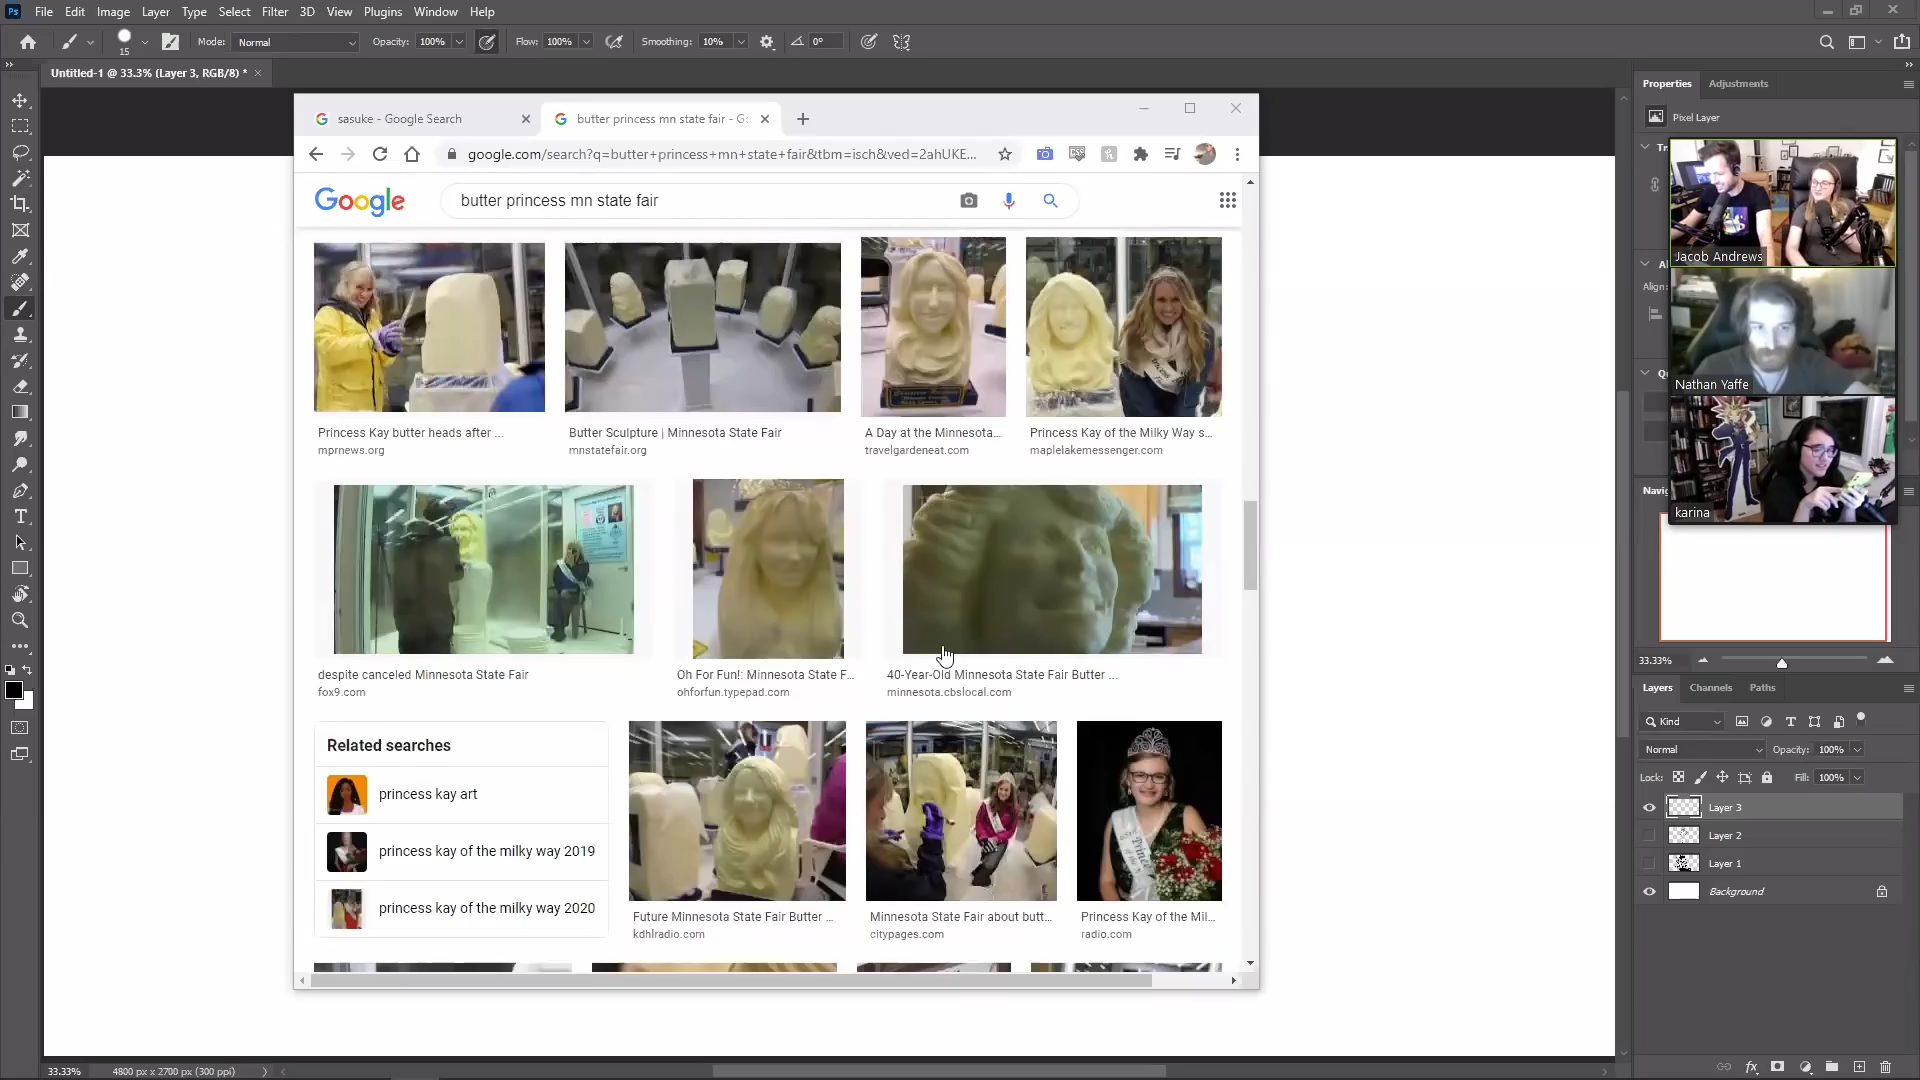 File Edit Image Layer Type Select Filter 3D View Plugins Window Help
15 Mode: Normal Opacity: 100% Flow: 100% Smoothing: 10% 0°
Untitled-1 @ 33.3% (Layer 3, RGB/8) *
Properties Adjustments
Pixel Layer
sasuke - Google Search
butter princess mn state fair - G
google.com/search?q=butter+princess+mn+state+fair&tbm=isch&ved=2ahUKE...
Google
butter princess mn state fair
Jacob Andrews
Nathan Yaffe
karina
Align:
Princess Kay butter heads after ...
mprnews.org
Butter Sculpture | Minnesota State Fair
mnstatefair.org
A Day at the Minnesota...
travelgardeneat.com
Princess Kay of the Milky Way s...
maplelakemessenger.com
despite canceled Minnesota State Fair
fox9.com
Oh For Fun!: Minnesota State F...
ohforfun.typepad.com
40-Year-Old Minnesota State Fair Butter ...
minnesota.cbslocal.com
Related searches
princess kay art
princess kay of the milky way 2019
princess kay of the milky way 2020
Future Minnesota State Fair Butter ...
kdhlradio.com
Minnesota State Fair about butt...
citypages.com
Princess Kay of the Mil...
radio.com
33.33%
Layers Channels Paths
Kind
Normal Opacity: 100%
Lock: Fill: 100%
Layer 3
Layer 2
Layer 1
Background
33.33% 4800 px x 2700 px (300 ppi)